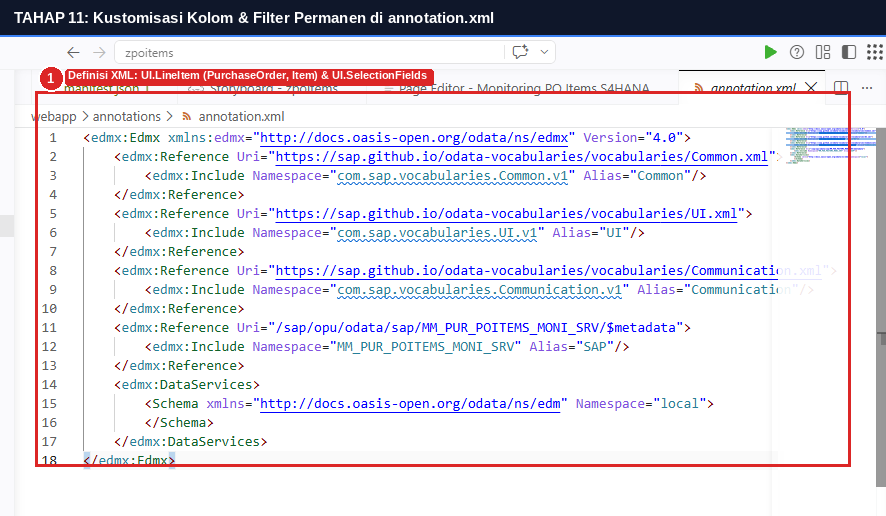 TAHAP 11: Kustomisasi Kolom & Filter Permanen di annotation.xml
zpoitems
1 Definisi XML: UI.LineItem (PurchaseOrder, Item) & UI.SelectionFields
manifest.json 1 Storyboard - zpoitems Page Editor - Monitoring PO Items S4HANA annotation.xml
webapp > annotations > annotation.xml
1 <edmx:Edmx xmlns:edmx="http://docs.oasis-open.org/odata/ns/edmx" Version="4.0">
2 <edmx:Reference Uri="https://sap.github.io/odata-vocabularies/vocabularies/Common.xml">
3 <edmx:Include Namespace="com.sap.vocabularies.Common.v1" Alias="Common"/>
4 </edmx:Reference>
5 <edmx:Reference Uri="https://sap.github.io/odata-vocabularies/vocabularies/UI.xml">
6 <edmx:Include Namespace="com.sap.vocabularies.UI.v1" Alias="UI"/>
7 </edmx:Reference>
8 <edmx:Reference Uri="https://sap.github.io/odata-vocabularies/vocabularies/Communication.xml">
9 <edmx:Include Namespace="com.sap.vocabularies.Communication.v1" Alias="Communication"/>
10 </edmx:Reference>
11 <edmx:Reference Uri="/sap/opu/odata/sap/MM_PUR_POITEMS_MONI_SRV/$metadata">
12 <edmx:Include Namespace="MM_PUR_POITEMS_MONI_SRV" Alias="SAP"/>
13 </edmx:Reference>
14 <edmx:DataServices>
15 <Schema xmlns="http://docs.oasis-open.org/odata/ns/edm" Namespace="local">
16 </Schema>
17 </edmx:DataServices>
18 </edmx:Edmx>